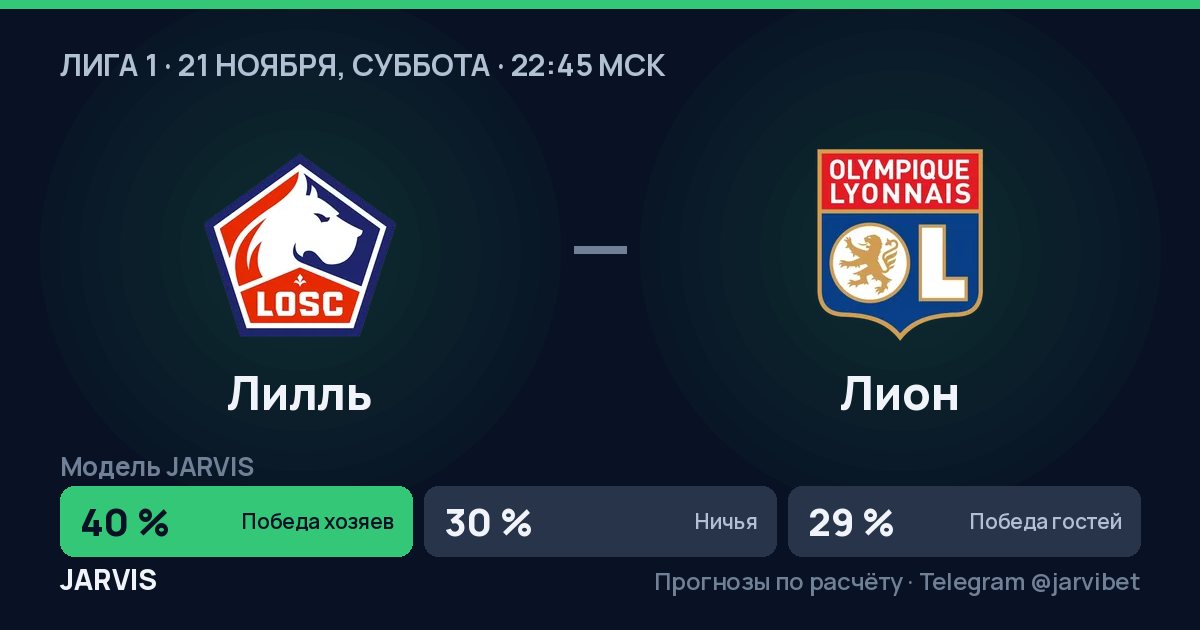 ЛИГА 1 · 21 НОЯБРЯ, СУББОТА · 22:45 МСК
LOSC
OLYMPIQUE
LYONNAIS
OL
—
Лилль
Лион
Модель JARVIS
40 % Победа хозяев
30 % Ничья
29 % Победа гостей
JARVIS
Прогнозы по расчёту · Telegram @jarvibet